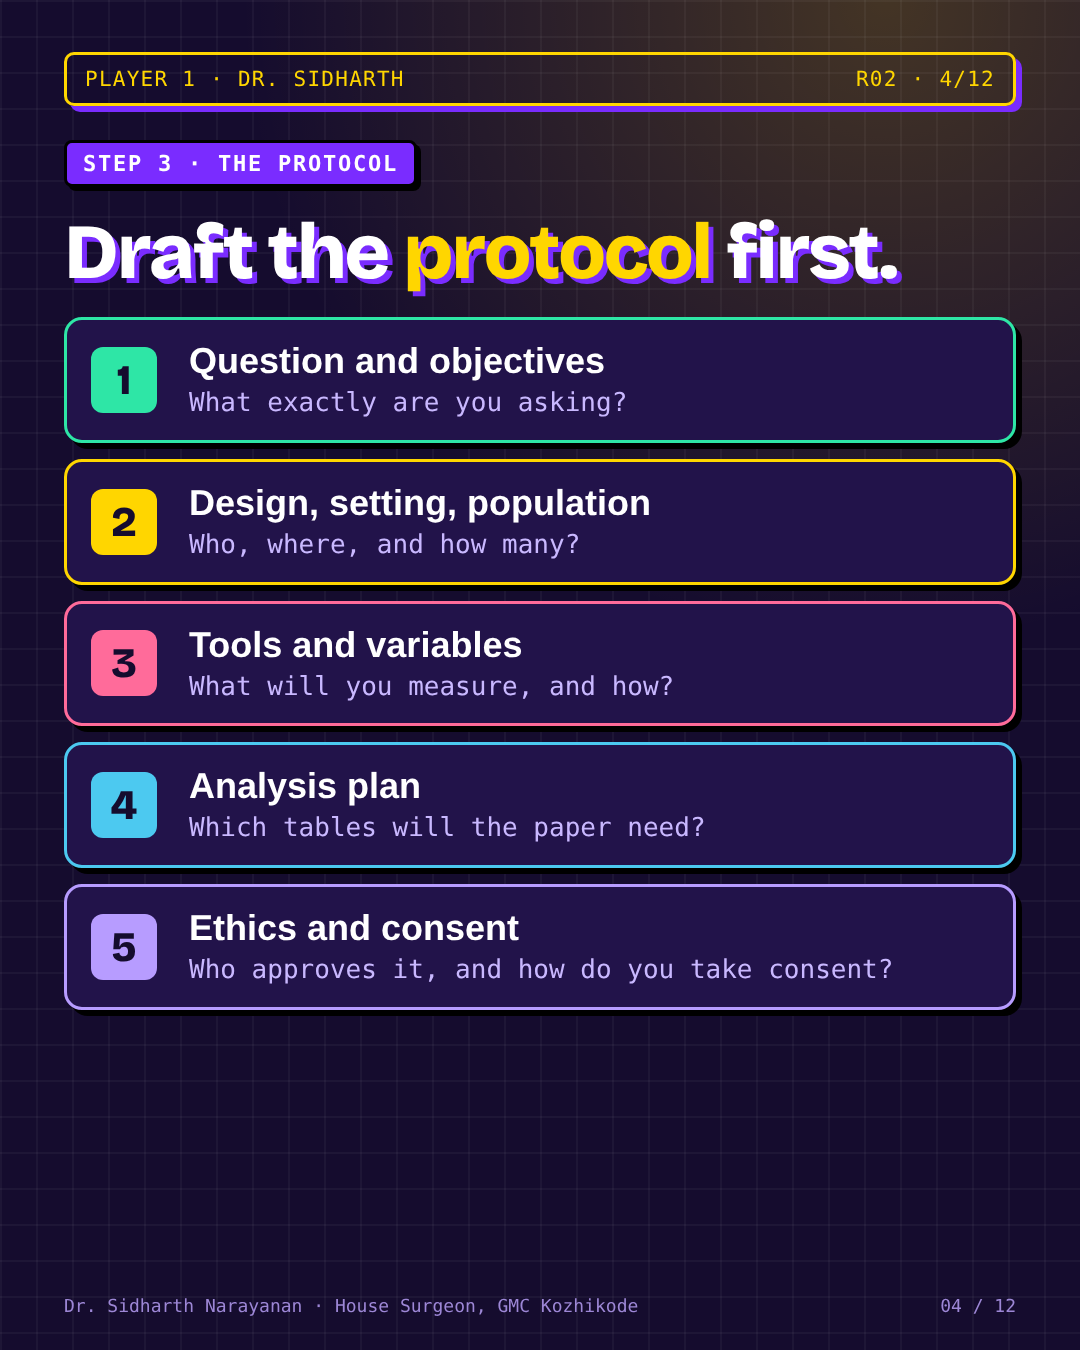 PLAYER 1 · DR. SIDHARTH
R02 · 4/12
STEP 3 · THE PROTOCOL
Draft the protocol first.
1
Question and objectives
What exactly are you asking?
2
Design, setting, population
Who, where, and how many?
3
Tools and variables
What will you measure, and how?
4
Analysis plan
Which tables will the paper need?
5
Ethics and consent
Who approves it, and how do you take consent?
Dr. Sidharth Narayanan · House Surgeon, GMC Kozhikode
04 / 12